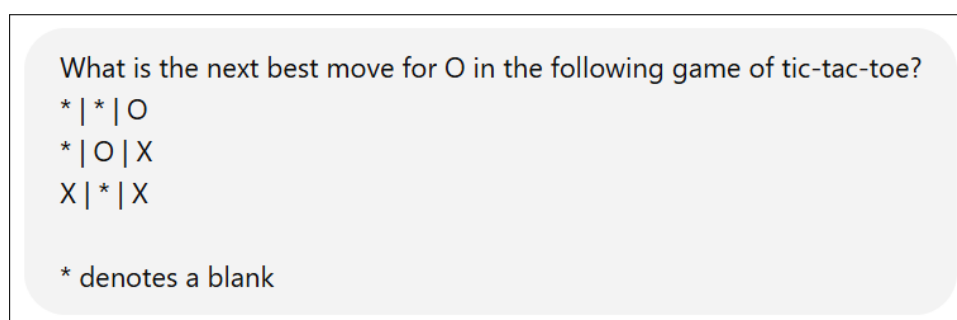 What is the next best move for O in the following game of tic-tac-toe?
* | * | O
* | O | X
X | * | X
* denotes a blank